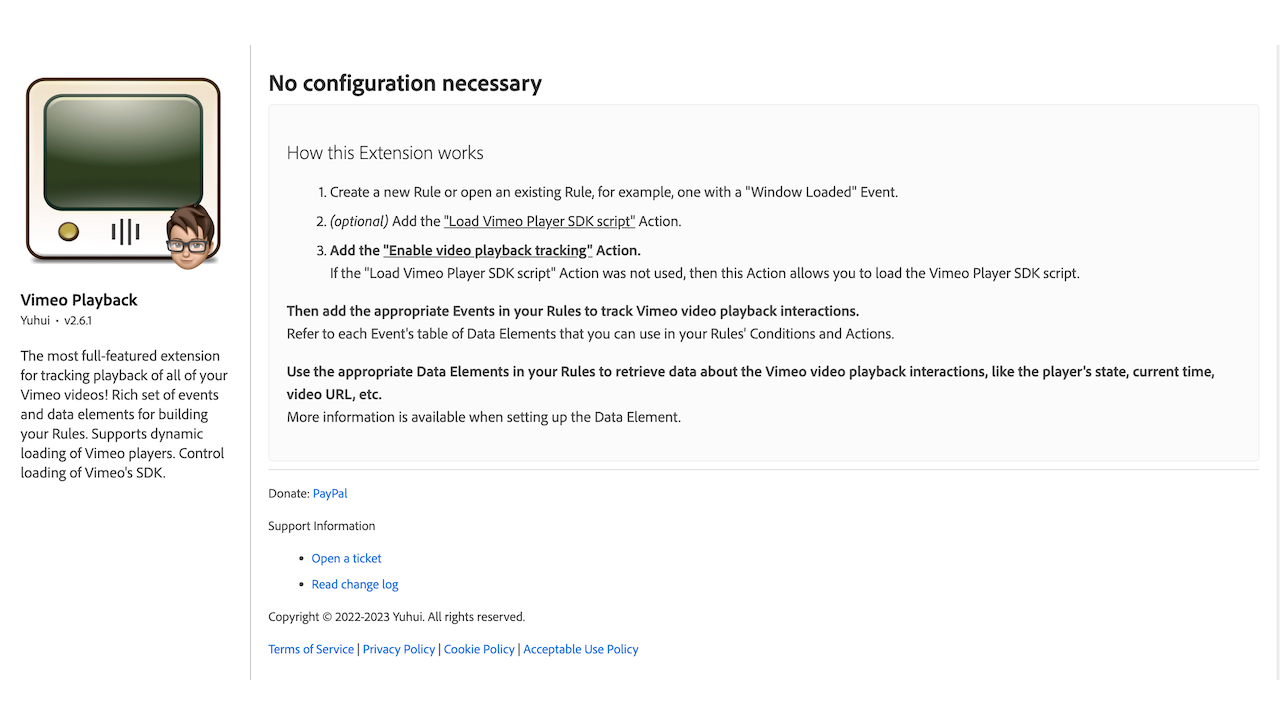 Vimeo Playback
Yuhui • v2.6.1
The most full-featured extension
for tracking playback of all of your
Vimeo videos! Rich set of events
and data elements for building
your Rules. Supports dynamic
loading of Vimeo players. Control
loading of Vimeo's SDK.
No configuration necessary
How this Extension works
1. Create a new Rule or open an existing Rule, for example, one with a "Window Loaded" Event.
2. (optional) Add the "Load Vimeo Player SDK script" Action.
3. Add the "Enable video playback tracking" Action.
If the "Load Vimeo Player SDK script" Action was not used, then this Action allows you to load the Vimeo Player SDK script.
Then add the appropriate Events in your Rules to track Vimeo video playback interactions.
Refer to each Event's table of Data Elements that you can use in your Rules' Conditions and Actions.
Use the appropriate Data Elements in your Rules to retrieve data about the Vimeo video playback interactions, like the player's state, current time,
video URL, etc.
More information is available when setting up the Data Element.
Donate: PayPal
Support Information
• Open a ticket
• Read change log
Copyright © 2022-2023 Yuhui. All rights reserved.
Terms of Service | Privacy Policy | Cookie Policy | Acceptable Use Policy